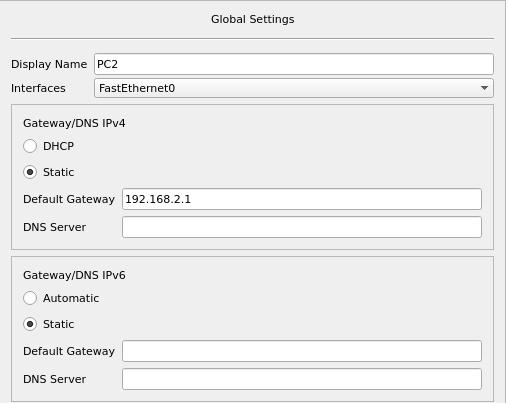 Global Settings
Display Name PC2
Interfaces FastEthernet0
Gateway/DNS IPv4
DHCP
Static
Default Gateway 192.168.2.1
DNS Server
Gateway/DNS IPv6
Automatic
Static
Default Gateway
DNS Server